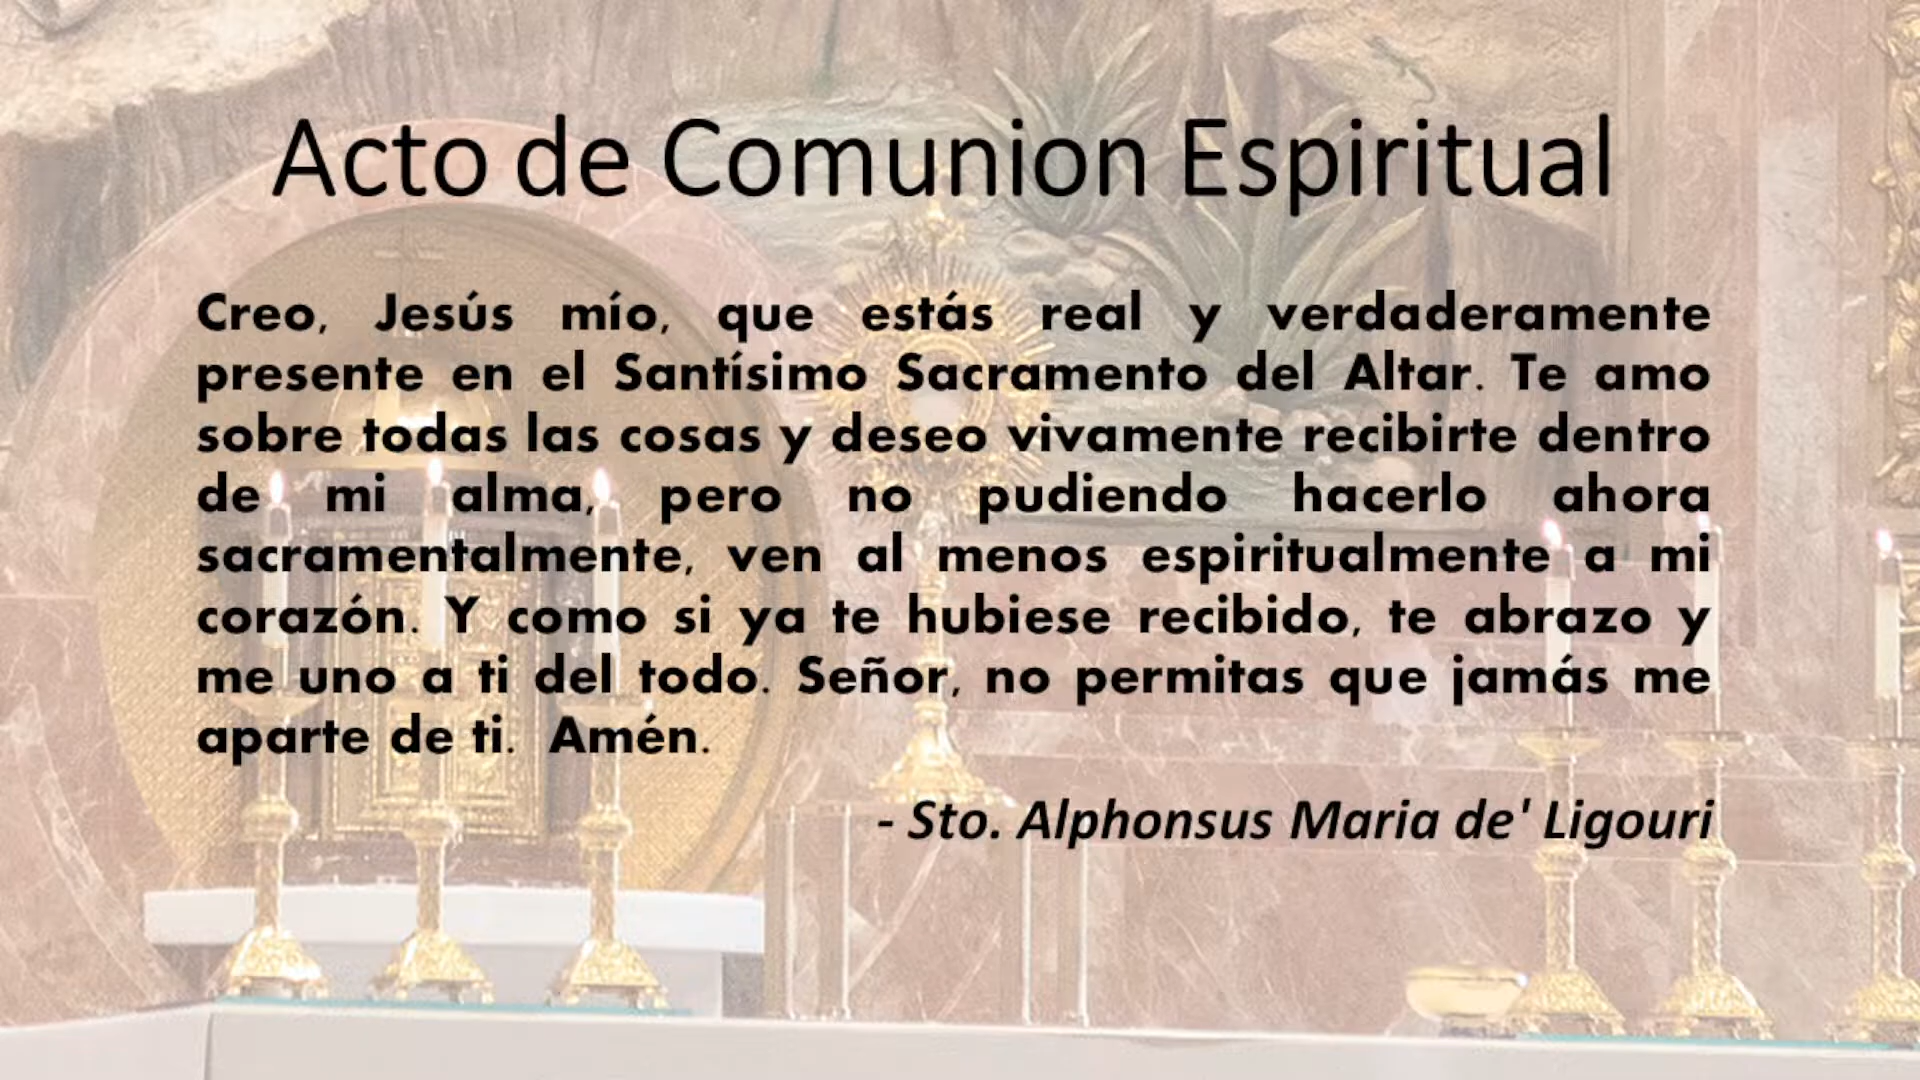 Acto de Comunion Espiritual
Creo, Jesús mío, que estás real y verdaderamente
presente en el Santísimo Sacramento del Altar. Te amo
sobre todas las cosas y deseo vivamente recibirte dentro
de mi alma, pero no pudiendo hacerlo ahora
sacramentalmente, ven al menos espiritualmente a mi
corazón. Y como si ya te hubiese recibido, te abrazo y
me uno a ti del todo. Señor, no permitas que jamás me
aparte de ti. Amén.
- Sto. Alphonsus Maria de' Ligouri